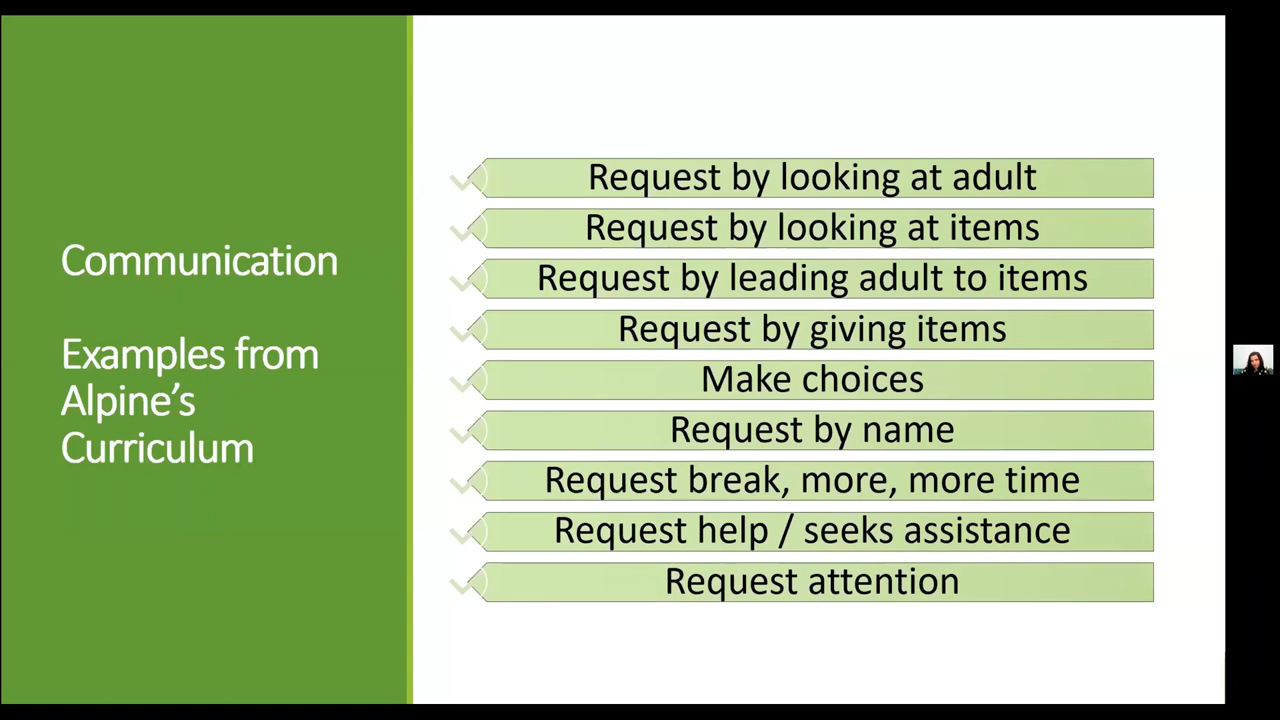 Communication
Examples from
Alpine’s
Curriculum
Request by looking at adult
Request by looking at items
Request by leading adult to items
Request by giving items
Make choices
Request by name
Request break, more, more time
Request help / seeks assistance
Request attention